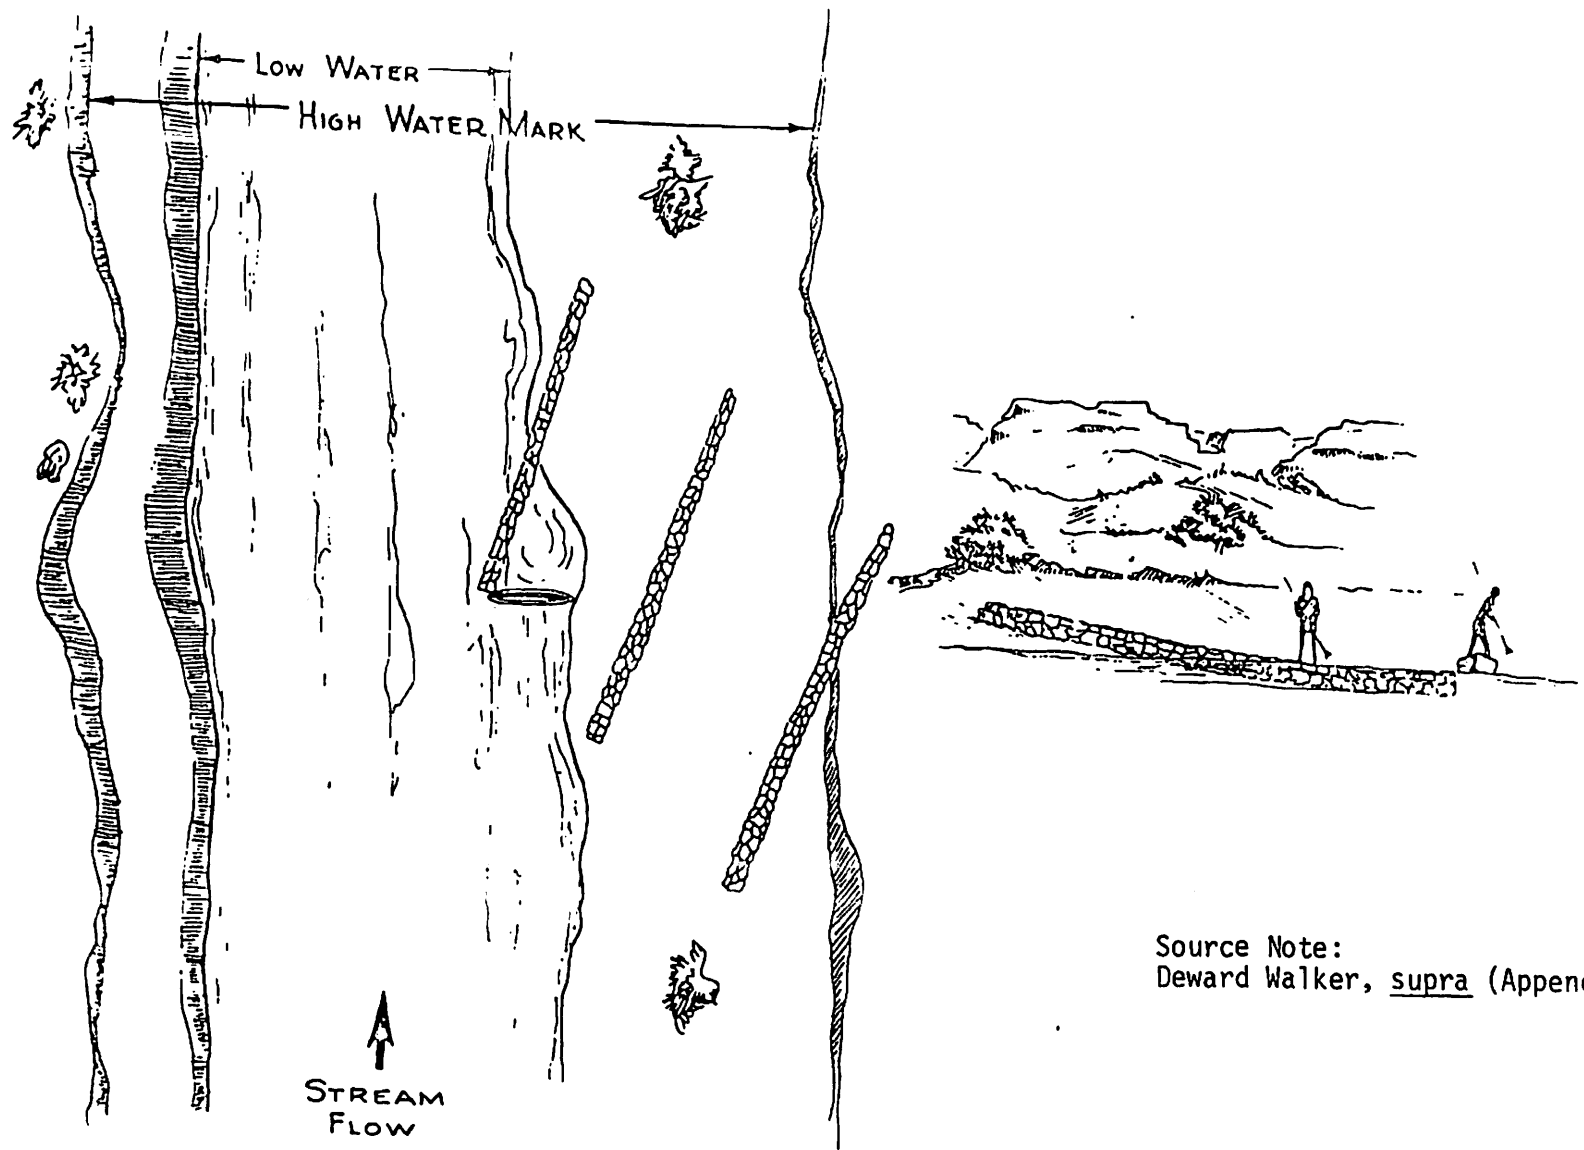 LOW WATER
HIGH WATER MARK
STREAM
FLOW
Source Note:
Deward Walker, supra